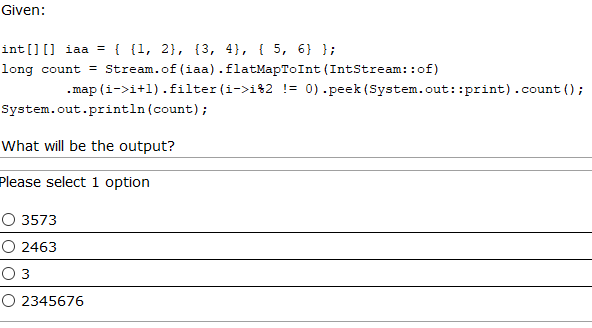 Given:
int[][] iaa = { {1, 2}, {3, 4}, { 5, 6} };
long count = Stream.of(iaa).flatMapToInt(IntStream::of)
.map(i->i+1).filter(i->i%2 != 0).peek(System.out::print).count();
System.out.println(count);
What will be the output?
Please select 1 option
3573
2463
3
2345676